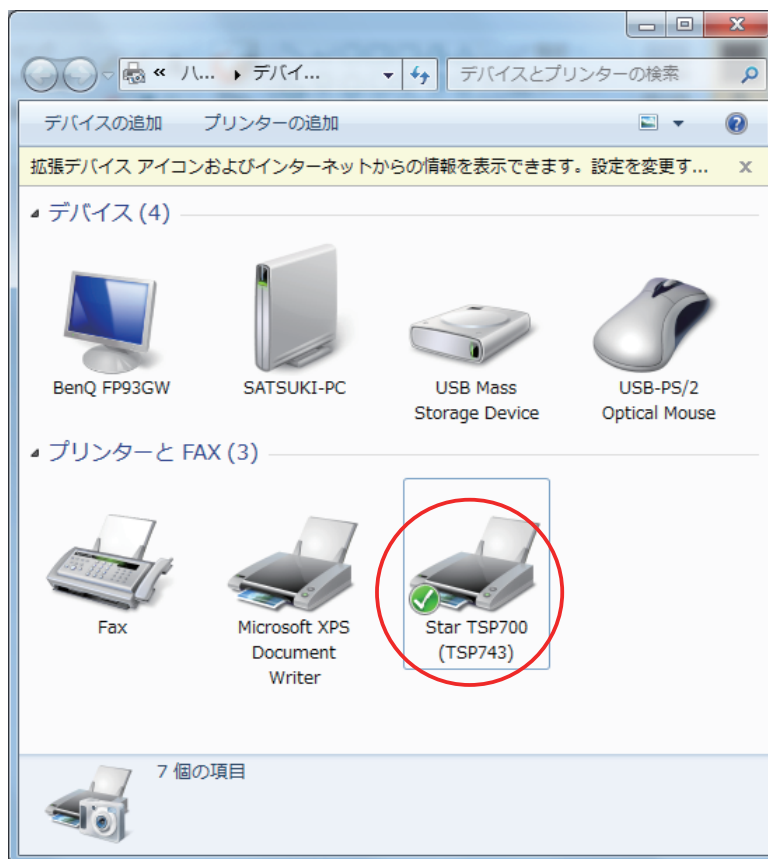 « ハ... ▸ デバイ...
デバイスとプリンターの検索
デバイスの追加 プリンターの追加
拡張デバイス アイコンおよびインターネットからの情報を表示できます。設定を変更す...
デバイス (4)
BenQ FP93GW
SATSUKI-PC
USB Mass
Storage Device
USB-PS/2
Optical Mouse
プリンターと FAX (3)
Fax
Microsoft XPS
Document
Writer
Star TSP700
(TSP743)
7 個の項目